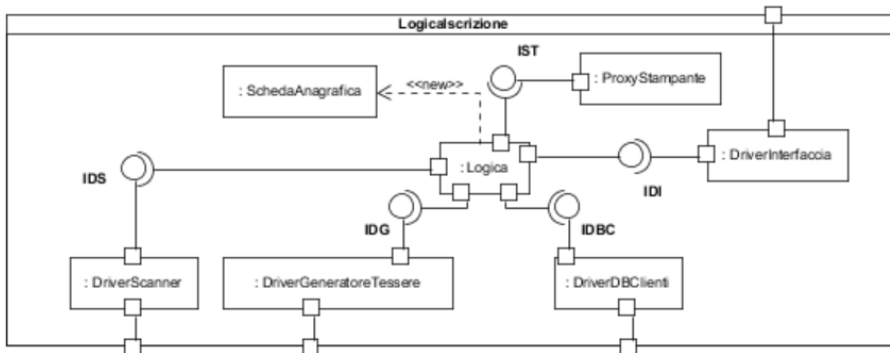 LogicaIscrizione
IST
: ProxyStampante
<<new>>
: SchedaAnagrafica
: DriverInterfaccia
: Logica
IDS
IDI
IDG
IDBC
: DriverScanner
: DriverGeneratoreTessere
: DriverDBClienti